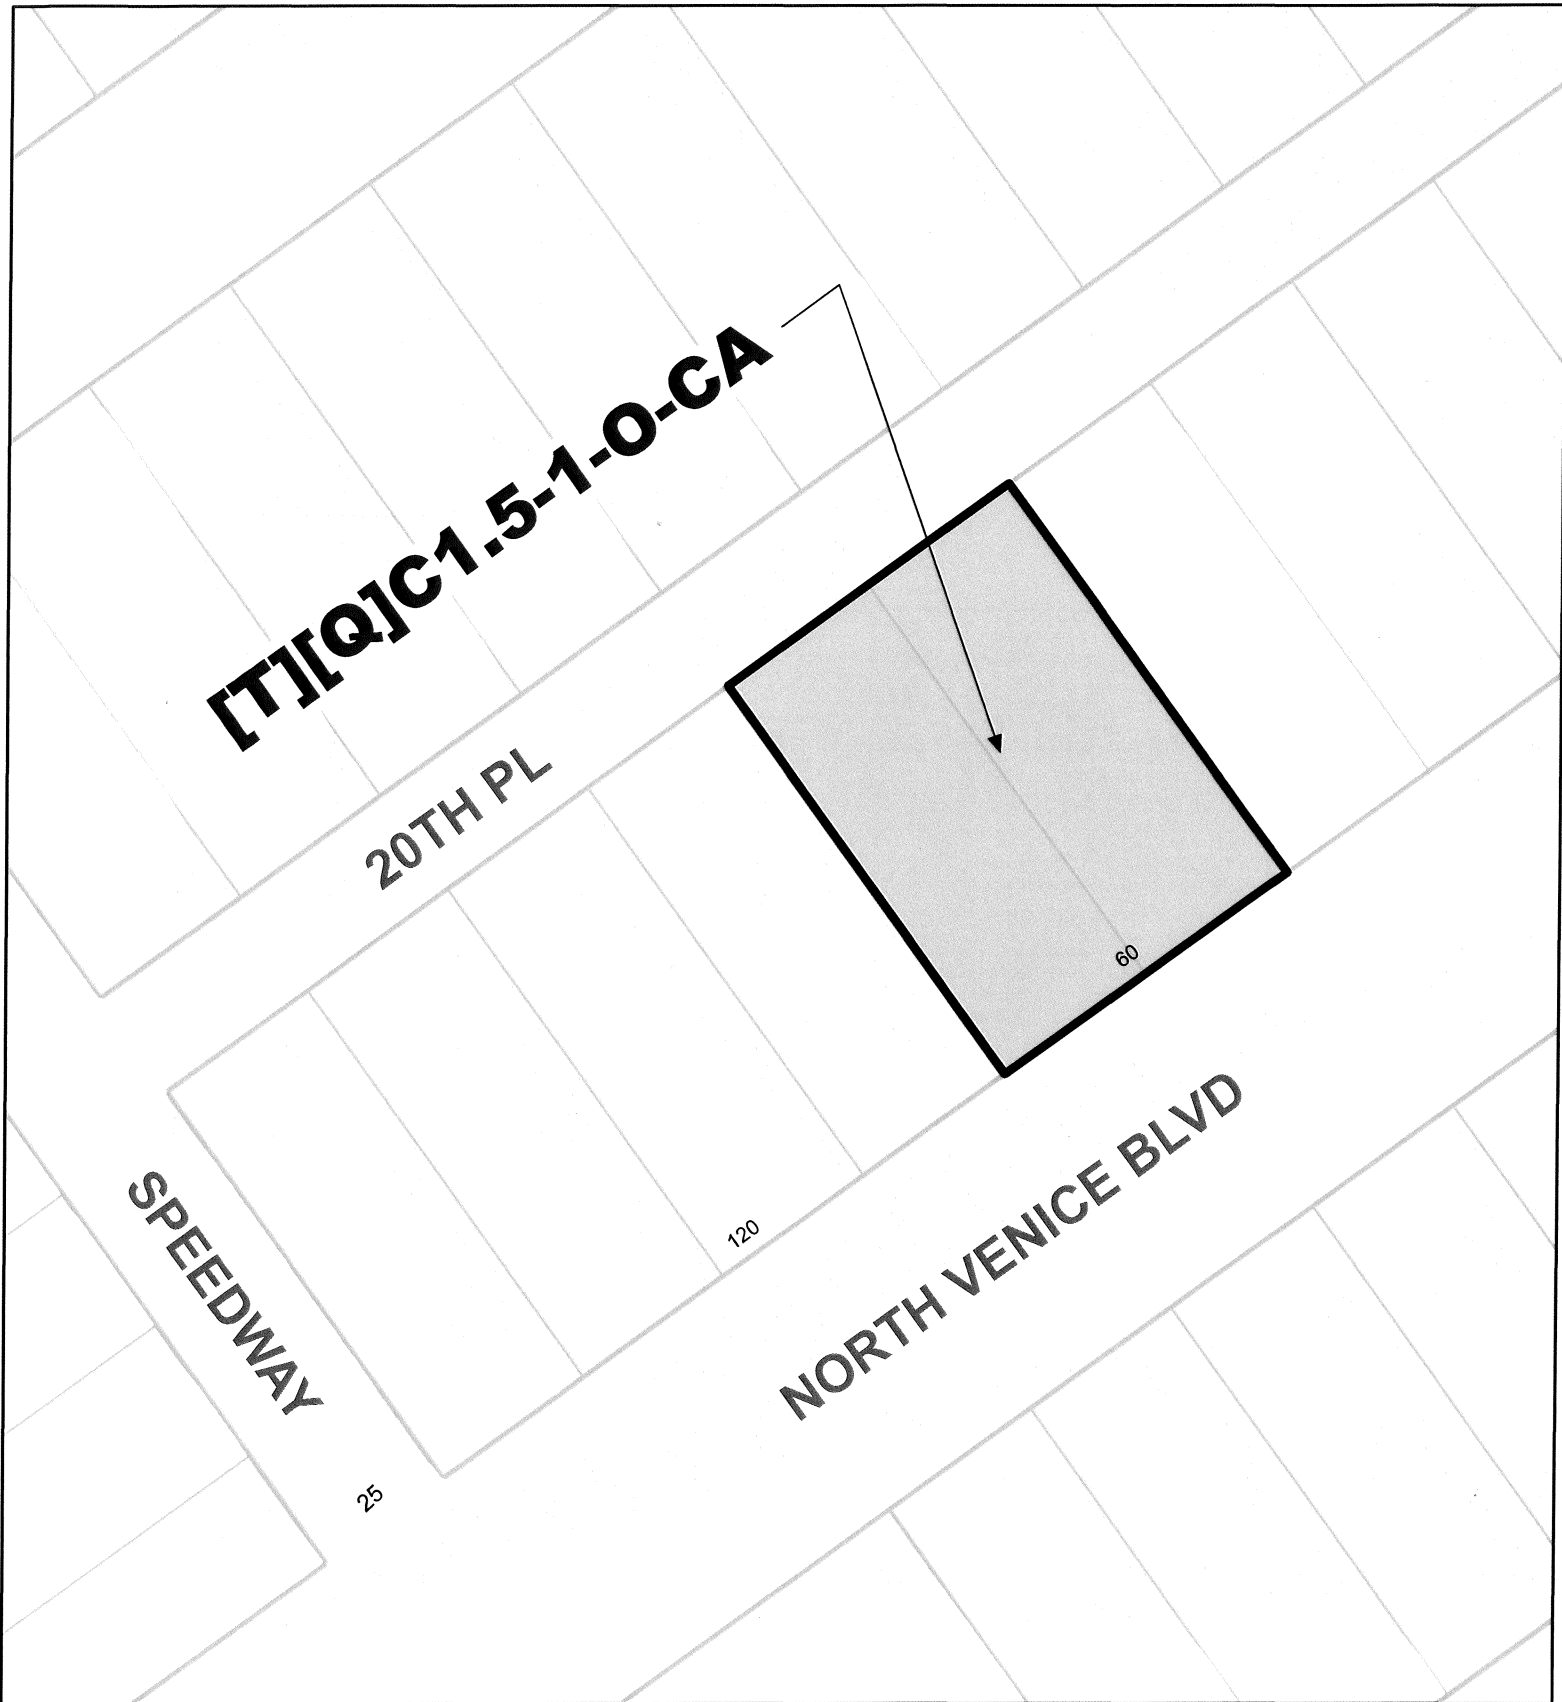 [T][Q]C1.5-1-O-CA
20TH PL
60
NORTH VENICE BLVD
120
SPEEDWAY
25